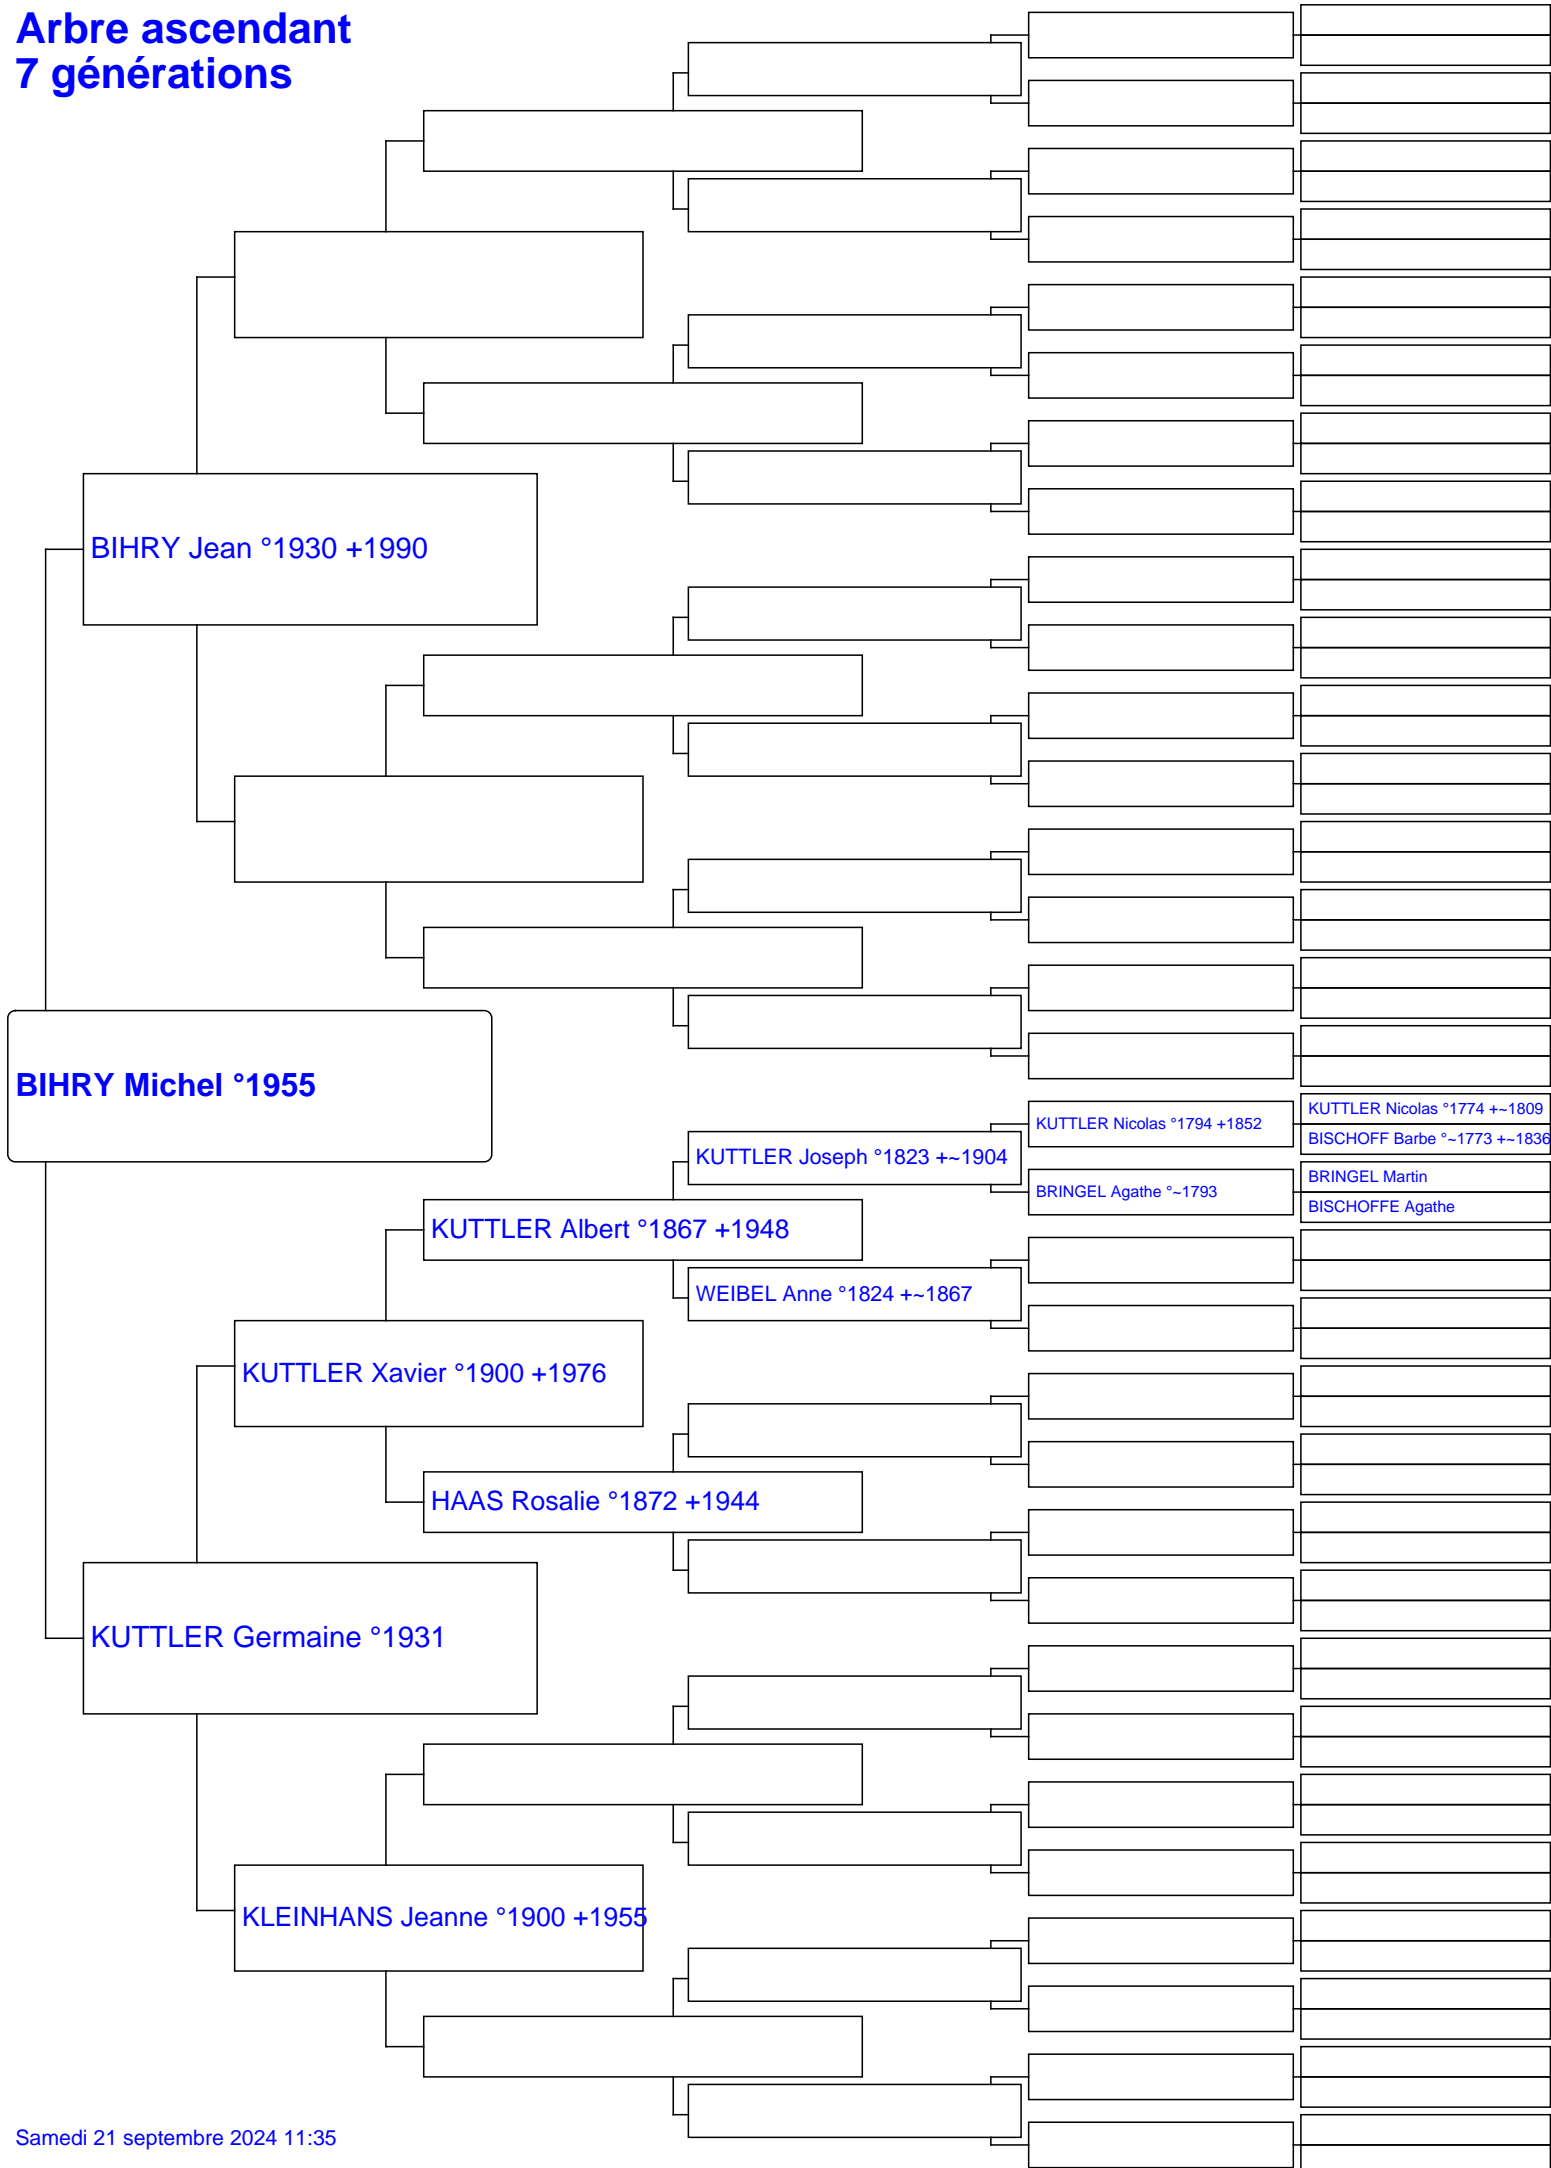 Arbre ascendant
7 générations
BIHRY Jean °1930 +1990
BIHRY Michel °1955
KUTTLER Nicolas °1774 +~1809
KUTTLER Nicolas °1794 +1852
BISCHOFF Barbe °~1773 +~1836
KUTTLER Joseph °1823 +~1904
BRINGEL Martin
BRINGEL Agathe °~1793
BISCHOFFE Agathe
KUTTLER Albert °1867 +1948
WEIBEL Anne °1824 +~1867
KUTTLER Xavier °1900 +1976
HAAS Rosalie °1872 +1944
KUTTLER Germaine °1931
KLEINHANS Jeanne °1900 +1955
Samedi 21 septembre 2024 11:35